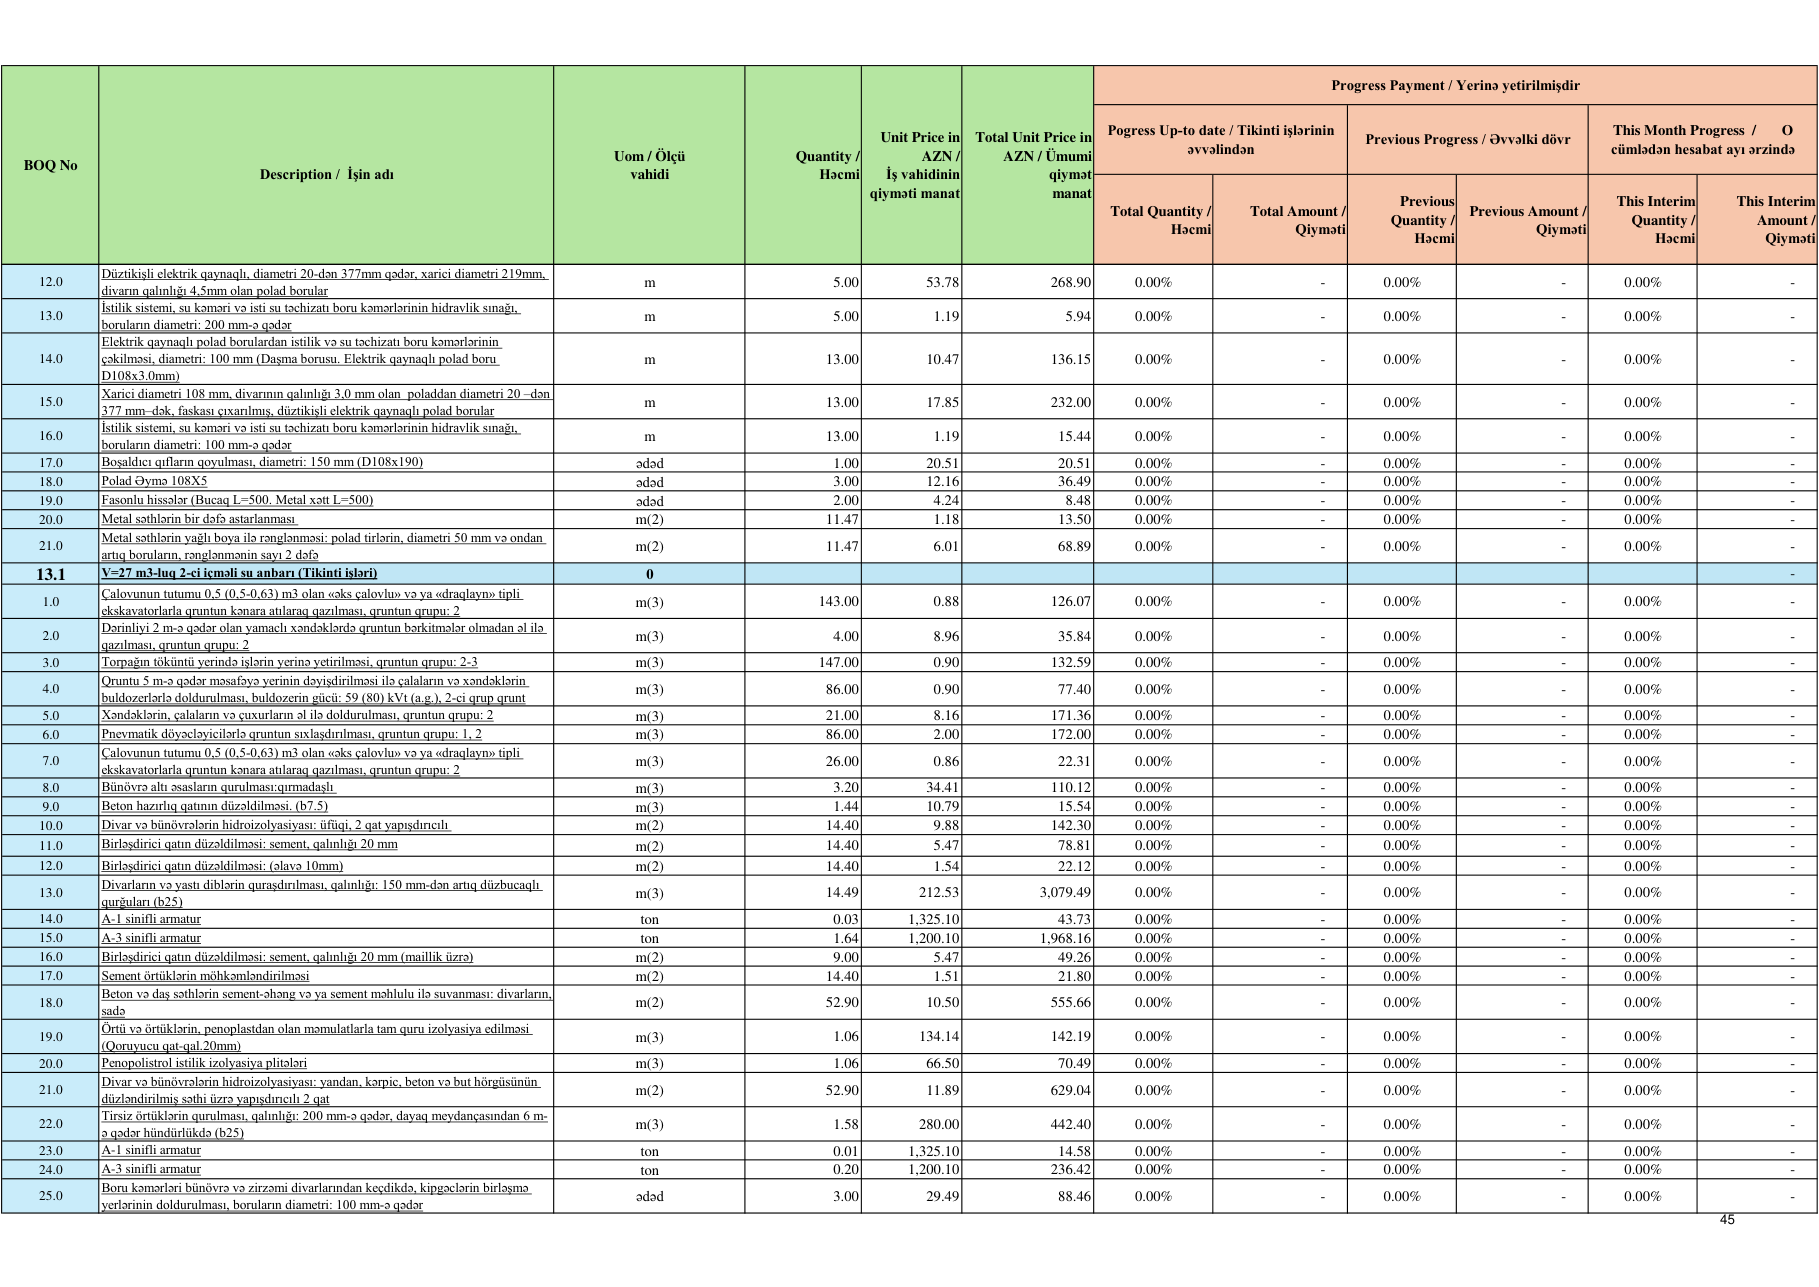 BOQ No
Description / İşin adı
Uom / Ölçü
vahidi
Quantity /
Həcmi
Unit Price in
AZN /
İş vahidinin
qiyməti manat
Total Unit Price in
AZN / Ümumi
qiymət
manat
Progress Payment / Yerinə yetirilmişdir
Pogress Up-to date / Tikinti işlərinin
əvvəlindən
Previous Progress / Əvvəlki dövr
This Month Progress / O
cümlədən hesabat ayı ərzində
Total Quantity /
Həcmi
Total Amount /
Qiyməti
Previous
Quantity /
Həcmi
Previous Amount /
Qiyməti
This Interim
Quantity /
Həcmi
This Interim
Amount /
Qiyməti
12.0 Düztikişli elektrik qaynaqlı, diametri 20-dən 377mm qədər, xarici diametri 219mm,
divarın qalınlığı 4,5mm olan polad borular m 5.00 53.78 268.90 0.00% - 0.00% - 0.00% -
13.0 İstilik sistemi, su kəməri və isti su təchizatı boru kəmərlərinin hidravlik sınağı,
boruların diametri: 200 mm-ə qədər m 5.00 1.19 5.94 0.00% - 0.00% - 0.00% -
14.0 Elektrik qaynaqlı polad borulardan istilik və su təchizatı boru kəmərlərinin
çəkilməsi, diametri: 100 mm (Daşma borusu. Elektrik qaynaqlı polad boru
D108x3.0mm) m 13.00 10.47 136.15 0.00% - 0.00% - 0.00% -
15.0 Xarici diametri 108 mm, divarının qalınlığı 3,0 mm olan poladdan diametri 20 –dən
377 mm–dək, faskası çıxarılmış, düztikişli elektrik qaynaqlı polad borular m 13.00 17.85 232.00 0.00% - 0.00% - 0.00% -
16.0 İstilik sistemi, su kəməri və isti su təchizatı boru kəmərlərinin hidravlik sınağı,
boruların diametri: 100 mm-ə qədər m 13.00 1.19 15.44 0.00% - 0.00% - 0.00% -
17.0 Boşaldıcı qıfların qoyulması, diametri: 150 mm (D108x190) ədəd 1.00 20.51 20.51 0.00% - 0.00% - 0.00% -
18.0 Polad Əymə 108X5 ədəd 3.00 12.16 36.49 0.00% - 0.00% - 0.00% -
19.0 Fasonlu hissələr (Bucaq L=500. Metal xətt L=500) ədəd 2.00 4.24 8.48 0.00% - 0.00% - 0.00% -
20.0 Metal səthlərin bir dəfə astarlanması m(2) 11.47 1.18 13.50 0.00% - 0.00% - 0.00% -
21.0 Metal səthlərin yağlı boya ilə rənglənməsi: polad tirlərin, diametri 50 mm və ondan
artıq boruların, rənglənmənin sayı 2 dəfə m(2) 11.47 6.01 68.89 0.00% - 0.00% - 0.00% -
13.1 V=27 m3-luq 2-ci içməli su anbarı (Tikinti işləri) 0 -
1.0 Çalovunun tutumu 0,5 (0,5-0,63) m3 olan «əks çalovlu» və ya «draqlayn» tipli
ekskavatorlarla qruntun kənara atılaraq qazılması, qruntun qrupu: 2 m(3) 143.00 0.88 126.07 0.00% - 0.00% - 0.00% -
2.0 Dərinliyi 2 m-ə qədər olan yamaclı xəndəklərdə qruntun bərkitmələr olmadan əl ilə
qazılması, qruntun qrupu: 2 m(3) 4.00 8.96 35.84 0.00% - 0.00% - 0.00% -
3.0 Torpağın töküntü yerində işlərin yerinə yetirilməsi, qruntun qrupu: 2-3 m(3) 147.00 0.90 132.59 0.00% - 0.00% - 0.00% -
4.0 Qruntu 5 m-ə qədər məsafəyə yerinin dəyişdirilməsi ilə çalaların və xəndəklərin
buldozerlərlə doldurulması, buldozerin gücü: 59 (80) kVt (a.g.), 2-ci qrup qrunt m(3) 86.00 0.90 77.40 0.00% - 0.00% - 0.00% -
5.0 Xəndəklərin, çalaların və çuxurların əl ilə doldurulması, qruntun qrupu: 2 m(3) 21.00 8.16 171.36 0.00% - 0.00% - 0.00% -
6.0 Pnevmatik döyəcləyicilərlə qruntun sıxlaşdırılması, qruntun qrupu: 1, 2 m(3) 86.00 2.00 172.00 0.00% - 0.00% - 0.00% -
7.0 Çalovunun tutumu 0,5 (0,5-0,63) m3 olan «əks çalovlu» və ya «draqlayn» tipli
ekskavatorlarla qruntun kənara atılaraq qazılması, qruntun qrupu: 2 m(3) 26.00 0.86 22.31 0.00% - 0.00% - 0.00% -
8.0 Bünövrə altı əsasların qurulması:qırmadaşlı m(3) 3.20 34.41 110.12 0.00% - 0.00% - 0.00% -
9.0 Beton hazırlıq qatının düzəldilməsi. (b7.5) m(3) 1.44 10.79 15.54 0.00% - 0.00% - 0.00% -
10.0 Divar və bünövrələrin hidroizolyasiyası: üfüqi, 2 qat yapışdırıcılı m(2) 14.40 9.88 142.30 0.00% - 0.00% - 0.00% -
11.0 Birləşdirici qatın düzəldilməsi: sement, qalınlığı 20 mm m(2) 14.40 5.47 78.81 0.00% - 0.00% - 0.00% -
12.0 Birləşdirici qatın düzəldilməsi: (əlavə 10mm) m(2) 14.40 1.54 22.12 0.00% - 0.00% - 0.00% -
13.0 Divarların və yastı diblərin quraşdırılması, qalınlığı: 150 mm-dən artıq düzbucaqlı
qurğuları (b25) m(3) 14.49 212.53 3,079.49 0.00% - 0.00% - 0.00% -
14.0 A-1 sinifli armatur ton 0.03 1,325.10 43.73 0.00% - 0.00% - 0.00% -
15.0 A-3 sinifli armatur ton 1.64 1,200.10 1,968.16 0.00% - 0.00% - 0.00% -
16.0 Birləşdirici qatın düzəldilməsi: sement, qalınlığı 20 mm (maillik üzrə) m(2) 9.00 5.47 49.26 0.00% - 0.00% - 0.00% -
17.0 Sement örtüklərin möhkəmləndirilməsi m(2) 14.40 1.51 21.80 0.00% - 0.00% - 0.00% -
18.0 Beton və daş səthlərin sement-əhəng və ya sement məhlulu ilə suvanması: divarların,
sadə m(2) 52.90 10.50 555.66 0.00% - 0.00% - 0.00% -
19.0 Örtü və örtüklərin, penoplastdan olan məmulatlarla tam quru izolyasiya edilməsi
(Qoruyucu qat-qal.20mm) m(3) 1.06 134.14 142.19 0.00% - 0.00% - 0.00% -
20.0 Penopolistrol istilik izolyasiya plitələri m(3) 1.06 66.50 70.49 0.00% - 0.00% - 0.00% -
21.0 Divar və bünövrələrin hidroizolyasiyası: yandan, kərpic, beton və but hörgüsünün
düzləndirilmiş səthi üzrə yapışdırıcılı 2 qat m(2) 52.90 11.89 629.04 0.00% - 0.00% - 0.00% -
22.0 Tirsiz örtüklərin qurulması, qalınlığı: 200 mm-ə qədər, dayaq meydançasından 6 m-
ə qədər hündürlükdə (b25) m(3) 1.58 280.00 442.40 0.00% - 0.00% - 0.00% -
23.0 A-1 sinifli armatur ton 0.01 1,325.10 14.58 0.00% - 0.00% - 0.00% -
24.0 A-3 sinifli armatur ton 0.20 1,200.10 236.42 0.00% - 0.00% - 0.00% -
25.0 Boru kəmərləri bünövrə və zirzəmi divarlarından keçdikdə, kipgəclərin birləşmə
yerlərinin doldurulması, boruların diametri: 100 mm-ə qədər ədəd 3.00 29.49 88.46 0.00% - 0.00% - 0.00% -
45